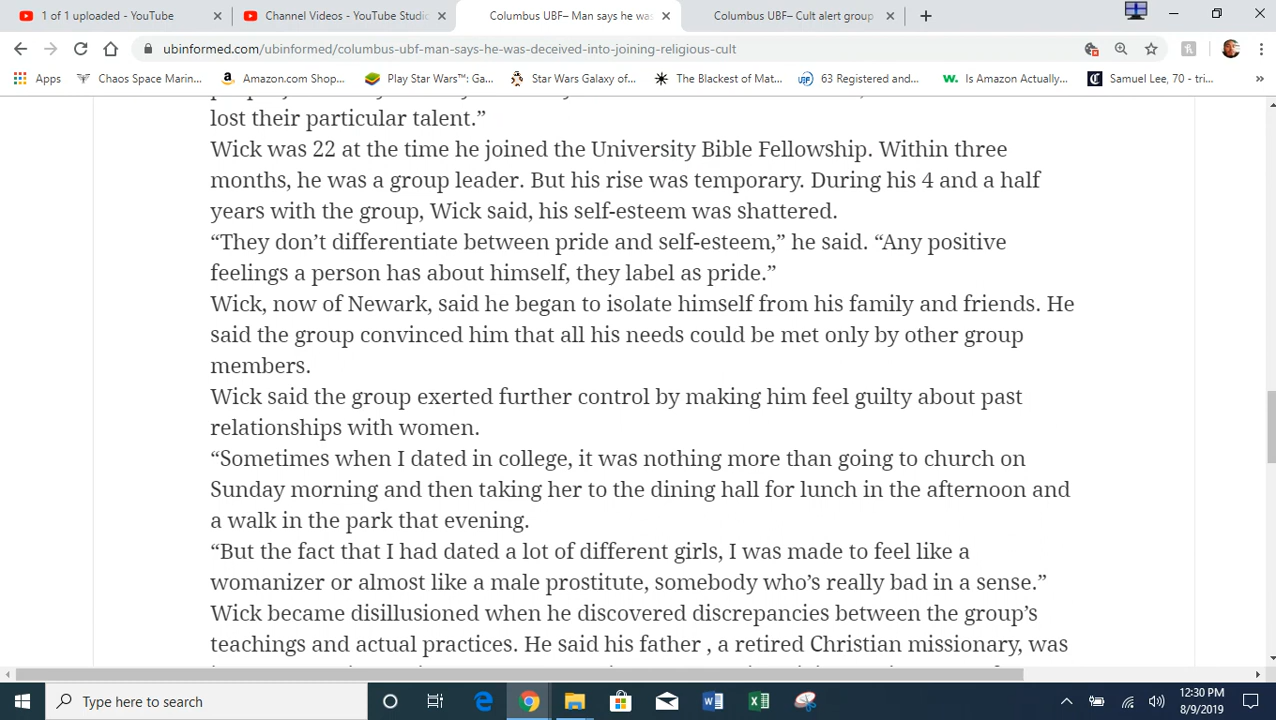 1 of 1 uploaded - YouTube
Channel Videos - YouTube Studi
Columbus UBF– Man says he was
Columbus UBF– Cult alert group
ubinformed.com/ubinformed/columbus-ubf-man-says-he-was-deceived-into-joining-religious-cult
Apps
Chaos Space Marin...
Amazon.com Shop...
Play Star Wars™: Ga...
Star Wars Galaxy of...
The Blackest of Mat...
63 Registered and...
Is Amazon Actually...
Samuel Lee, 70 - tri...
lost their particular talent.”
Wick was 22 at the time he joined the University Bible Fellowship. Within three
months, he was a group leader. But his rise was temporary. During his 4 and a half
years with the group, Wick said, his self-esteem was shattered.
“They don’t differentiate between pride and self-esteem,” he said. “Any positive
feelings a person has about himself, they label as pride.”
Wick, now of Newark, said he began to isolate himself from his family and friends. He
said the group convinced him that all his needs could be met only by other group
members.
Wick said the group exerted further control by making him feel guilty about past
relationships with women.
“Sometimes when I dated in college, it was nothing more than going to church on
Sunday morning and then taking her to the dining hall for lunch in the afternoon and
a walk in the park that evening.
“But the fact that I had dated a lot of different girls, I was made to feel like a
womanizer or almost like a male prostitute, somebody who’s really bad in a sense.”
Wick became disillusioned when he discovered discrepancies between the group’s
teachings and actual practices. He said his father , a retired Christian missionary, was
Type here to search
12:30 PM
8/9/2019